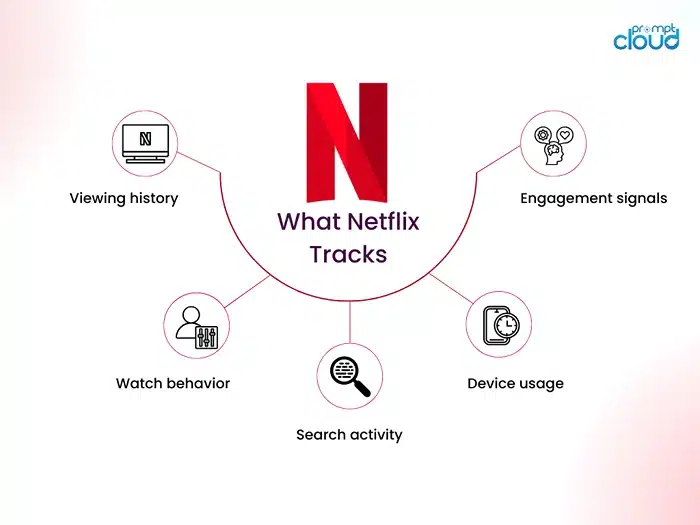 prompt
cloud
What Netflix
Tracks
Viewing history
Engagement signals
Watch behavior
Device usage
Search activity